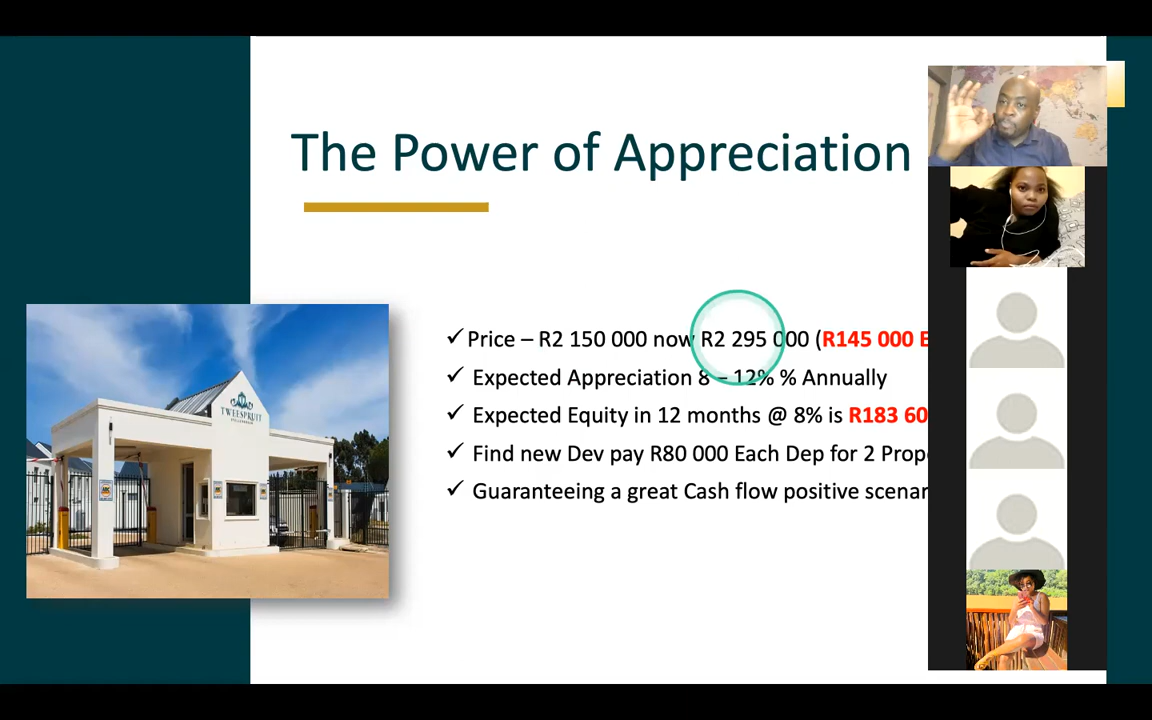 The Power of Appreciation
✓ Price – R2 150 000 now R2 295 000 (R145 000 E
✓ Expected Appreciation 8 – 12% % Annually
✓ Expected Equity in 12 months @ 8% is R183 60
✓ Find new Dev pay R80 000 Each Dep for 2 Prop
✓ Guaranteeing a great Cash flow positive scenar
TWEESPRUIT